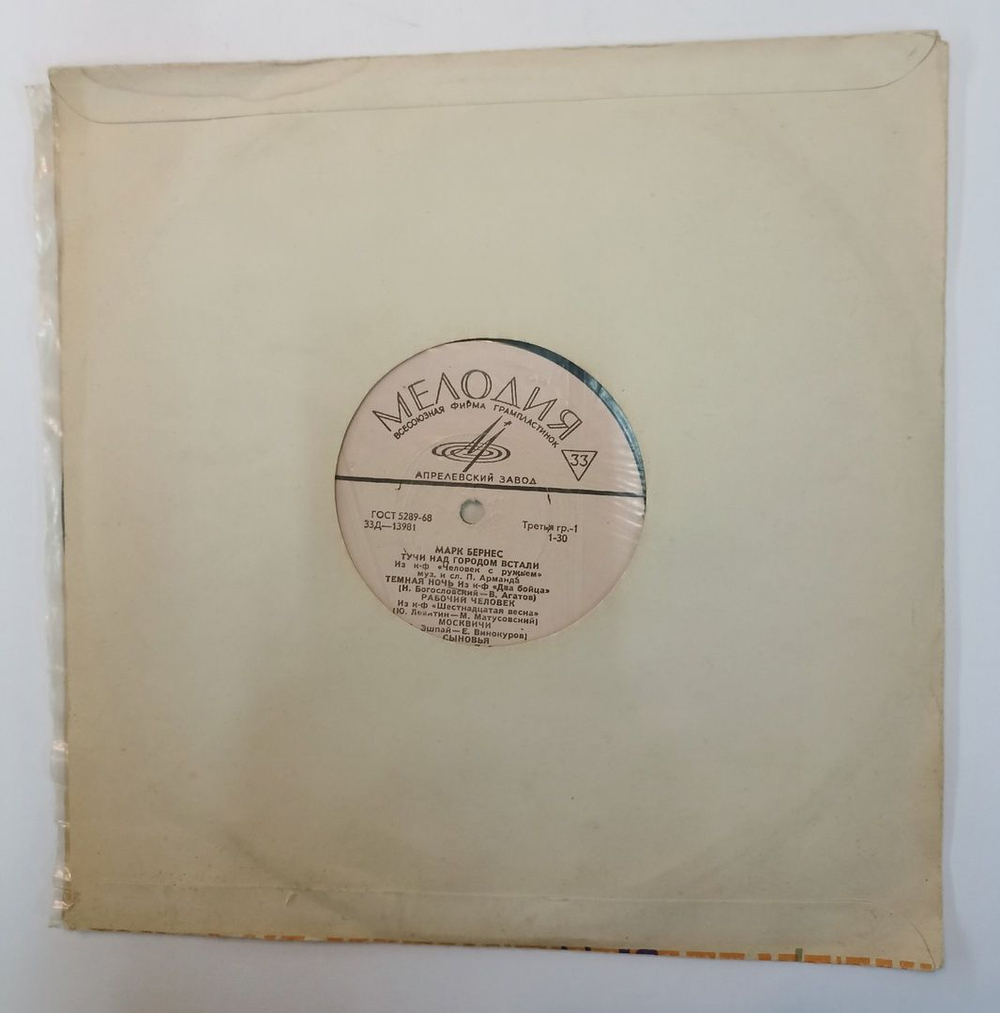 МЕЛОДИЯ
ВСЕСОЮЗНАЯ ФИРМА ГРАМПЛАСТИНОК
33
АПРЕЛЕВСКИЙ ЗАВОД
ГОСТ 5289-68
33Д—13981
Третья гр.-1
1-30
МАРК БЕРНЕС
ТУЧИ НАД ГОРОДОМ ВСТАЛИ
Из к-ф «Человек с ружьем»
муз. и сл. П. Арманда
ТЕМНАЯ НОЧЬ Из к-ф «Два бойца»
(Н. Богословский—В. Агатов)
РАБОЧИЙ ЧЕЛОВЕК
Из к-ф «Шестнадцатая весна»
(Ю. Левитин—М. Матусовский)
МОСКВИЧИ
Эшпай—Е. Винокуров)
СЫНОВЬЯ